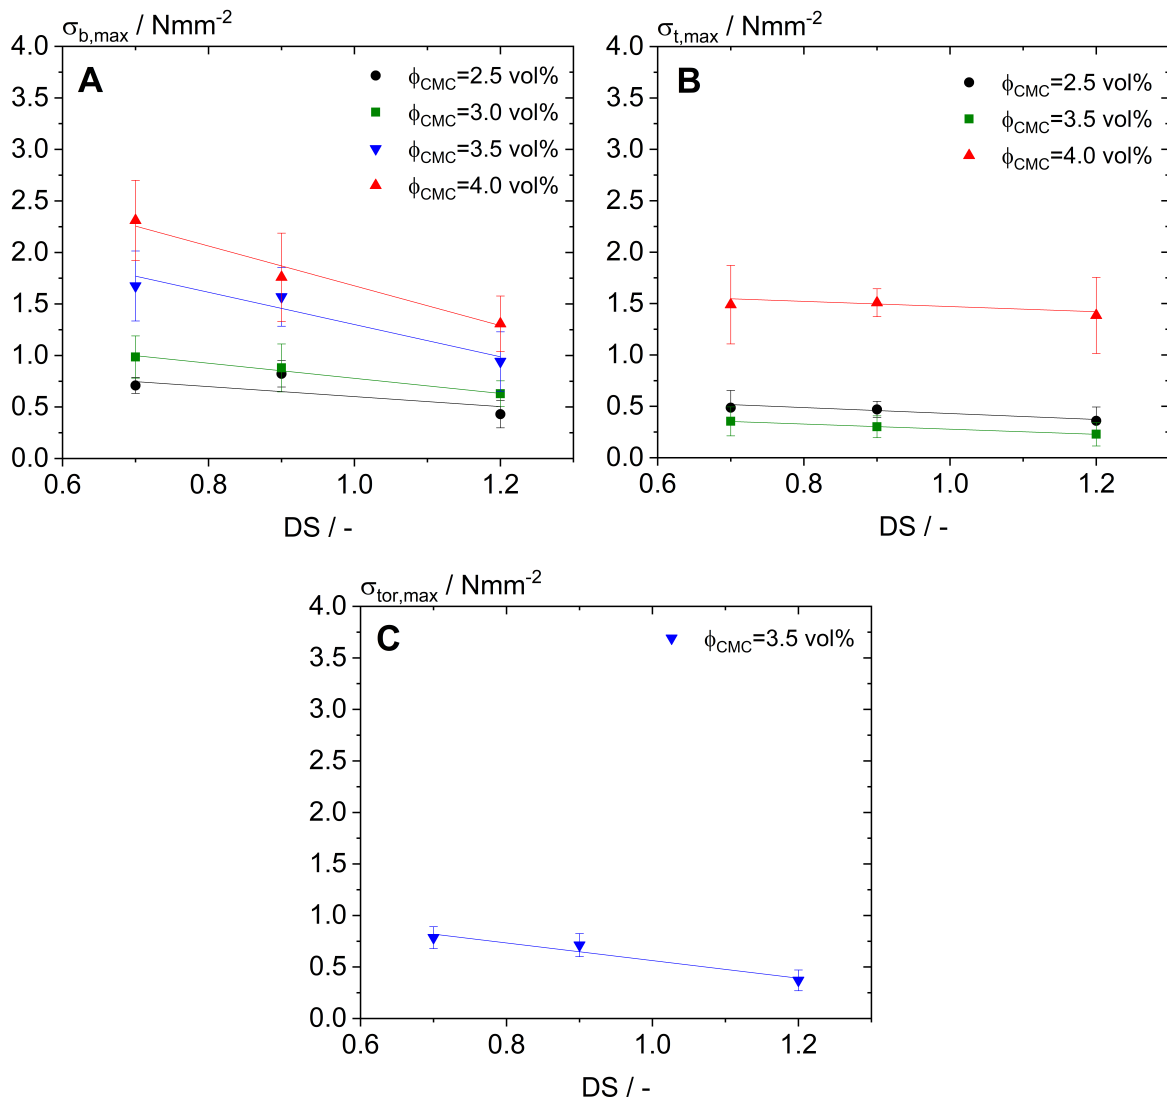 σb,max / Nmm-2
A
ϕCMC=2.5 vol%
ϕCMC=3.0 vol%
ϕCMC=3.5 vol%
ϕCMC=4.0 vol%
4.0
3.5
3.0
2.5
2.0
1.5
1.0
0.5
0.0
0.6 0.8 1.0 1.2
DS / -
σt,max / Nmm-2
B
ϕCMC=2.5 vol%
ϕCMC=3.5 vol%
ϕCMC=4.0 vol%
4.0
3.5
3.0
2.5
2.0
1.5
1.0
0.5
0.0
0.6 0.8 1.0 1.2
DS / -
σtor,max / Nmm-2
C
ϕCMC=3.5 vol%
4.0
3.5
3.0
2.5
2.0
1.5
1.0
0.5
0.0
0.6 0.8 1.0 1.2
DS / -